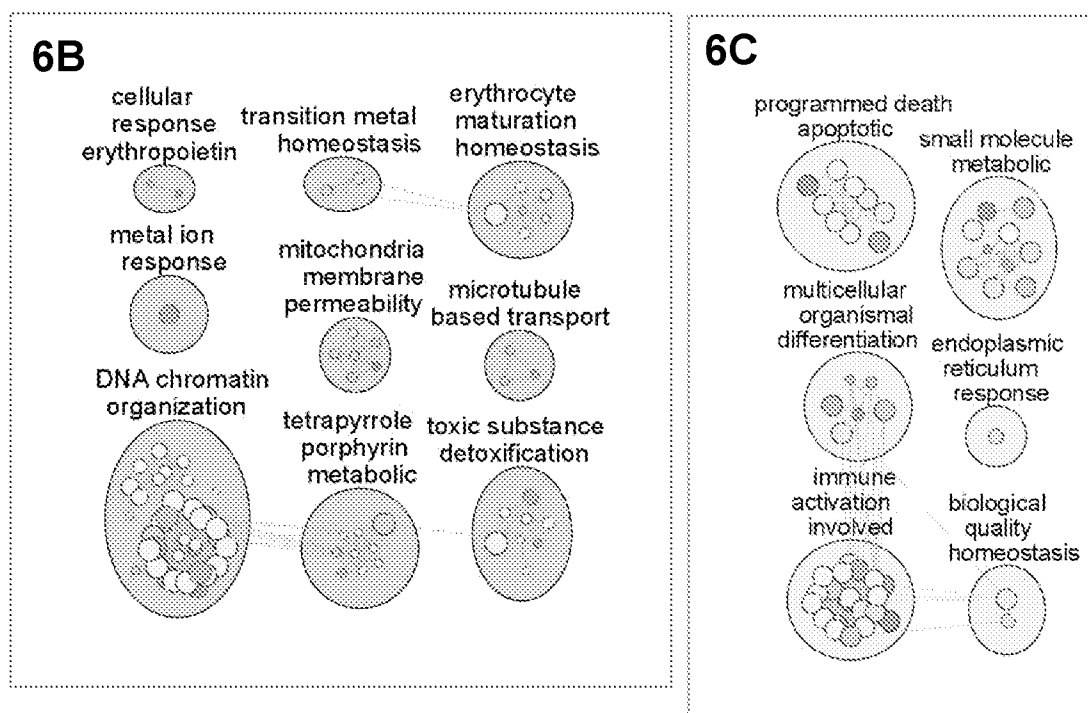 6B
cellular
response
erythropoietin
transition metal
homeostasis
erythrocyte
maturation
homeostasis
metal ion
response
mitochondria
membrane
permeability
microtubule
based transport
DNA chromatin
organization
tetrapyrrole
porphyrin
metabolic
toxic substance
detoxification
6C
programmed death
apoptotic
small molecule
metabolic
multicellular
organismal
differentiation
endoplasmic
reticulum
response
immune
activation
involved
biological
quality
homeostasis